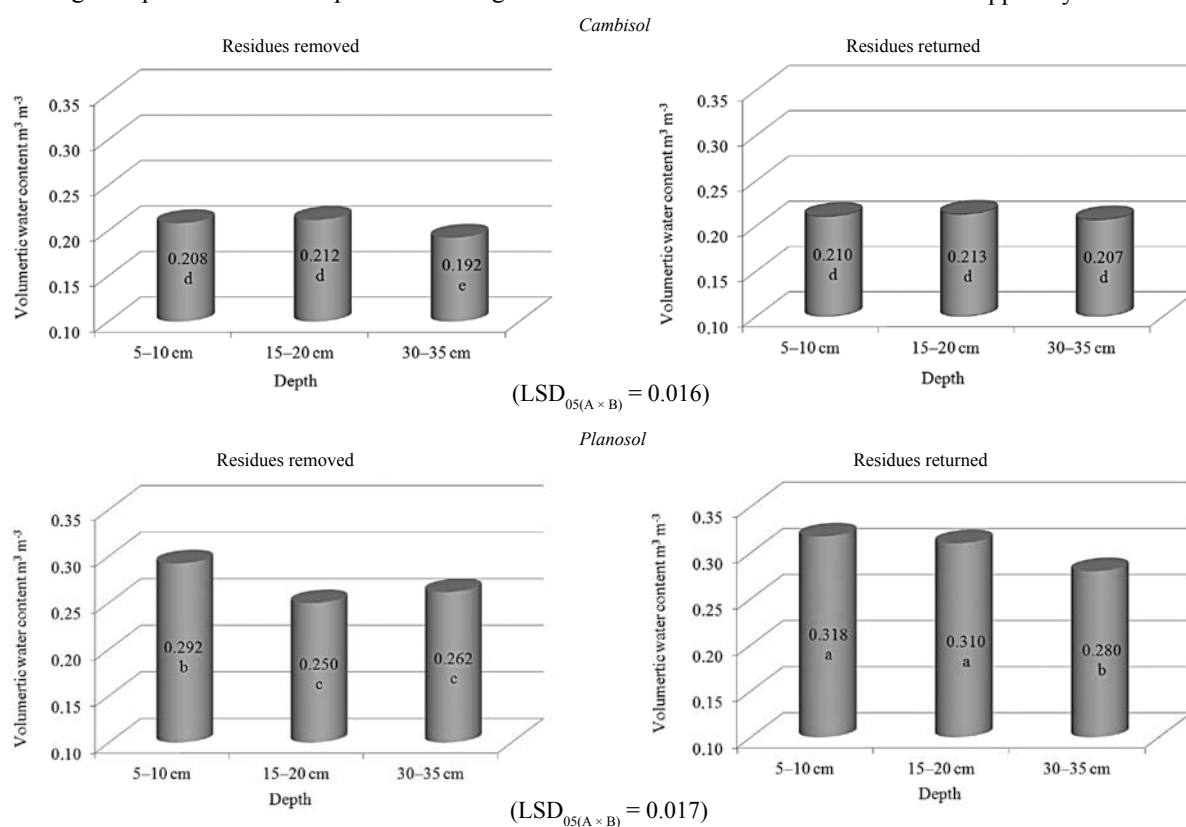 Cambisol
Residues removed
Volumertic water content m³ m⁻³
0.35
0.30
0.25
0.20
0.15
0.10
0.208
d
0.212
d
0.192
e
5–10 cm 15–20 cm 30–35 cm
Depth
Residues returned
Volumertic water content m³ m⁻³
0.35
0.30
0.25
0.20
0.15
0.10
0.210
d
0.213
d
0.207
d
5–10 cm 15–20 cm 30–35 cm
Depth
(LSD₀₅(A × B) = 0.016)
Planosol
Residues removed
Volumertic water content m³ m⁻³
0.35
0.30
0.25
0.20
0.15
0.10
0.292
b
0.250
c
0.262
c
5–10 cm 15–20 cm 30–35 cm
Depth
Residues returned
Volumertic water content m³ m⁻³
0.35
0.30
0.25
0.20
0.15
0.10
0.318
a
0.310
a
0.280
b
5–10 cm 15–20 cm 30–35 cm
Depth
(LSD₀₅(A × B) = 0.017)